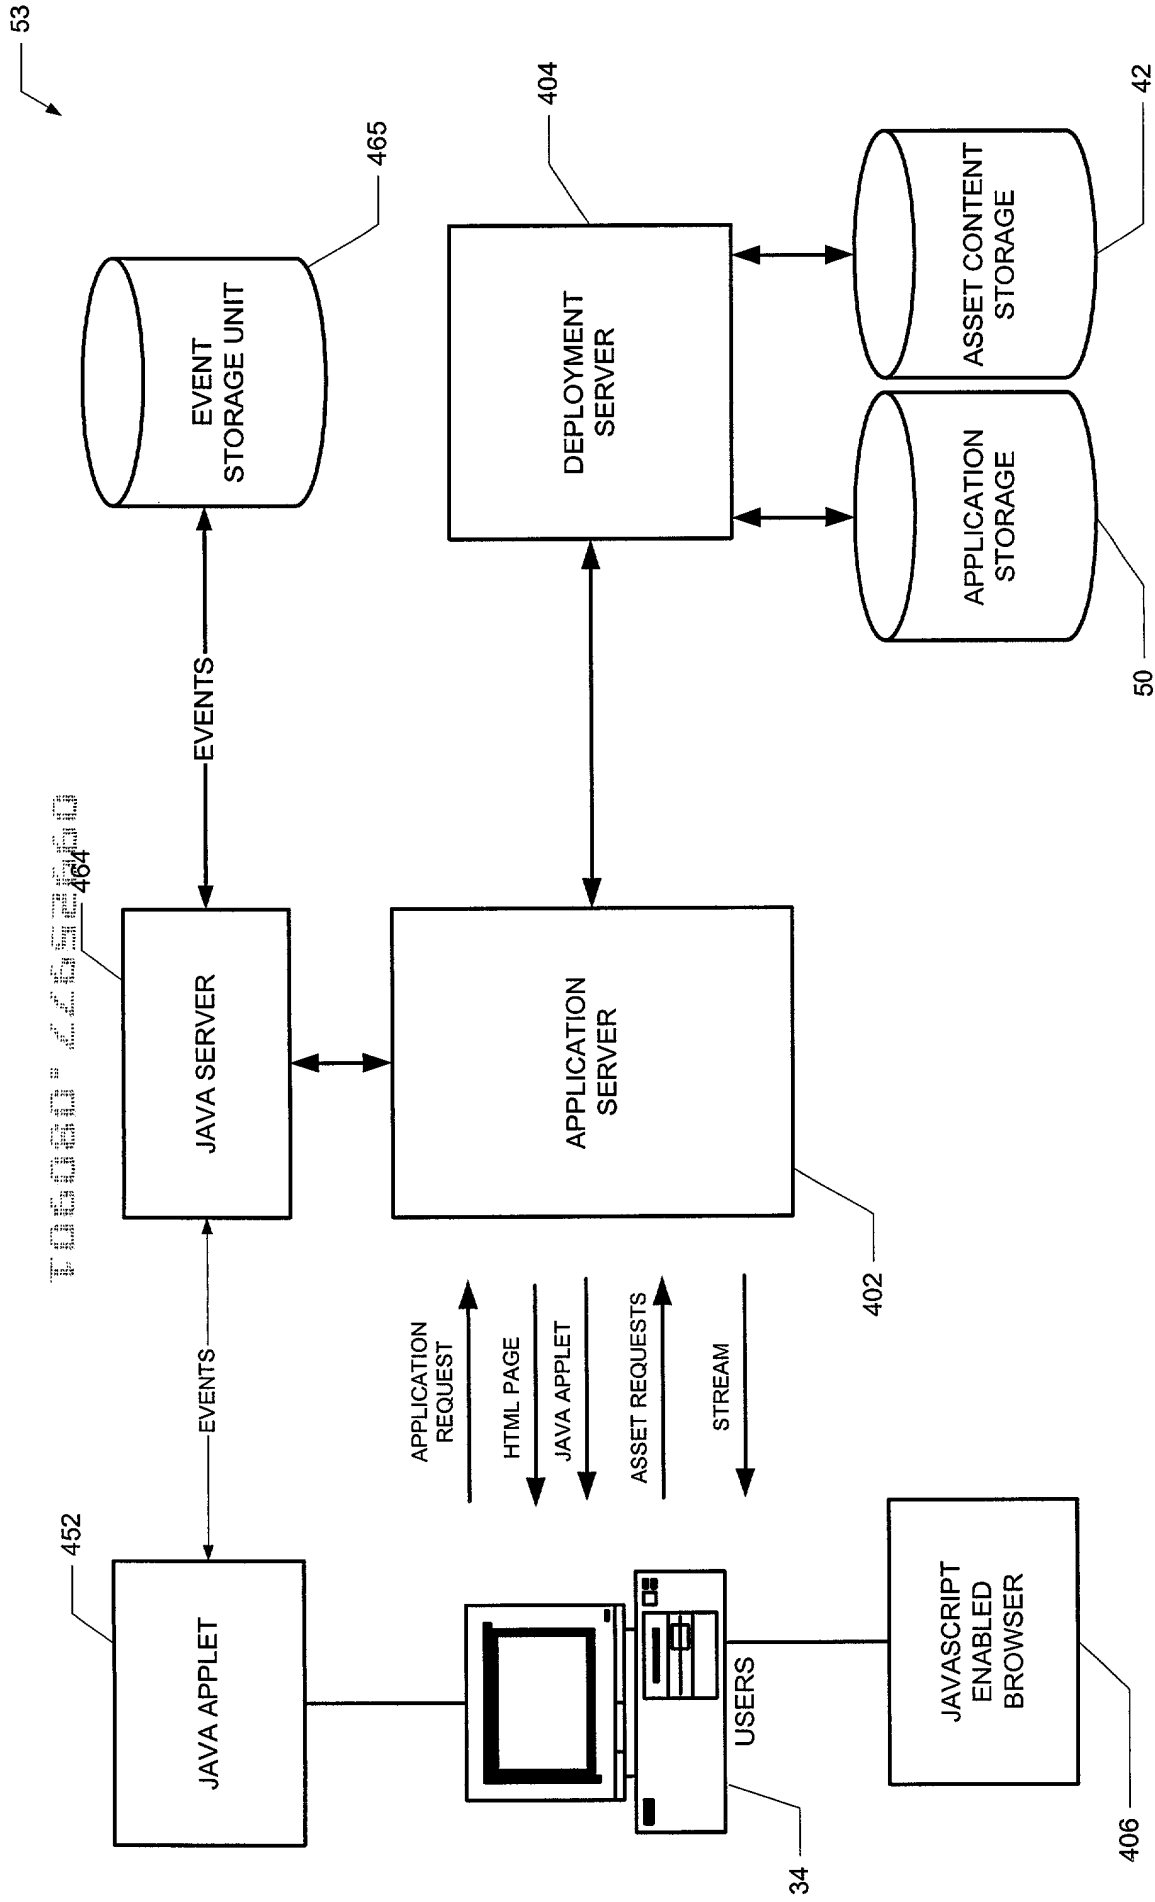 53
452
464
465
JAVA APPLET
EVENTS
JAVA SERVER
EVENTS
EVENT
STORAGE UNIT
APPLICATION
REQUEST
HTML PAGE
JAVA APPLET
ASSET REQUESTS
STREAM
APPLICATION
SERVER
402
404
DEPLOYMENT
SERVER
USERS
34
JAVASCRIPT
ENABLED
BROWSER
406
APPLICATION
STORAGE
50
ASSET CONTENT
STORAGE
42